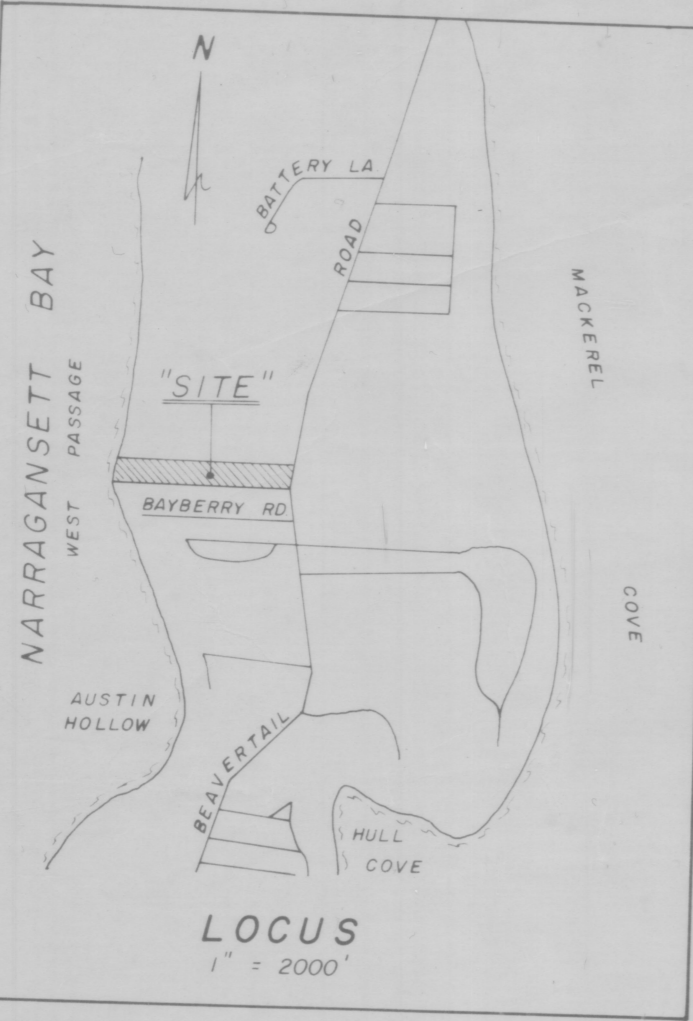 N
BATTERY LA
ROAD
NARRAGANSETT BAY
WEST PASSAGE
MACKEREL
"SITE"
BAYBERRY RD
COVE
AUSTIN
HOLLOW
BEAVERTAIL
HULL
COVE
LOCUS
1" = 2000'